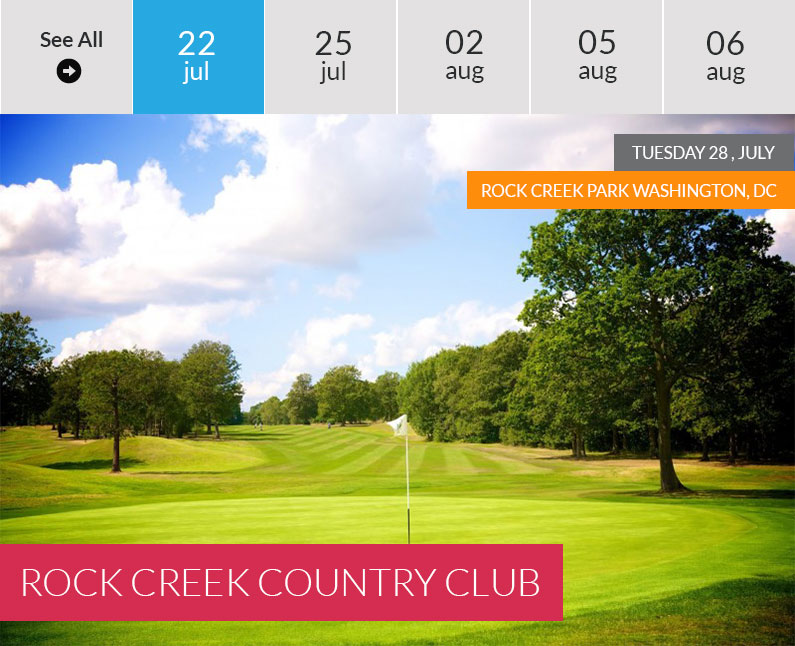 See All
22
jul
25
jul
02
aug
05
aug
06
aug
TUESDAY 28 , JULY
ROCK CREEK PARK WASHINGTON, DC
ROCK CREEK COUNTRY CLUB